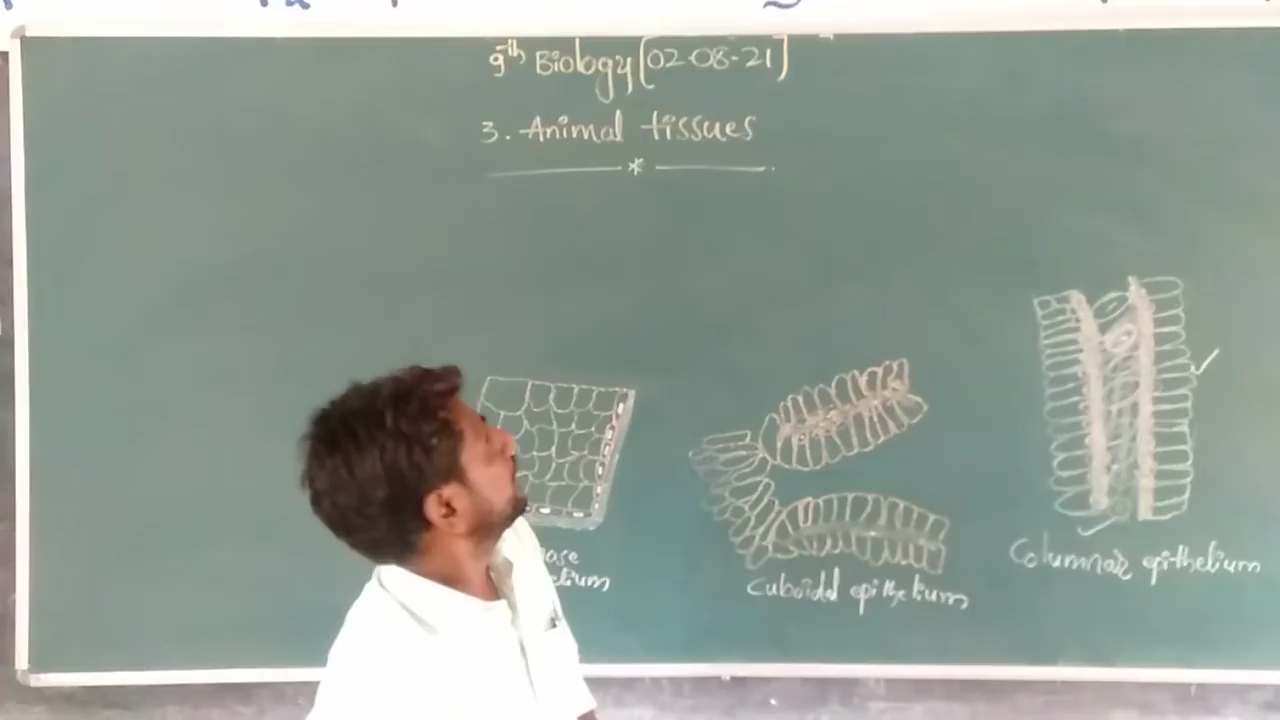 9th Biology [02-08-21]
3. Animal tissues
Cuboidal epithelium
Columnar epithelium